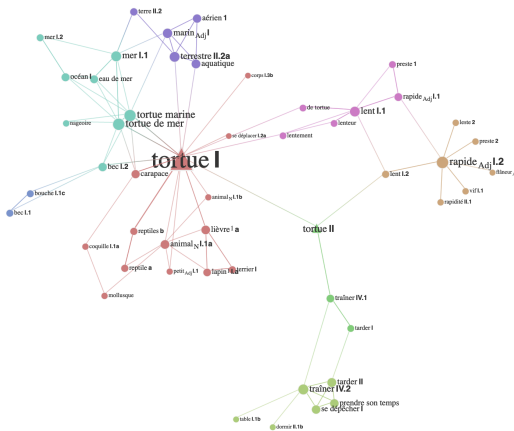 terre II.2
aérien 1
marin Adj I
mer I.2
mer I.1
terrestre II.2a
aquatique
océan I
eau de mer
corps I.3b
preste 1
rapide Adj I.1
tortue marine
de tortue
lent I.1
nageoire
tortue de mer
lenteur
leste 2
se déplacer I.2a
lentement
preste 2
tortue I
rapide Adj I.2
bec I.2
carapace
lent I.2
bouche I.1c
animal N I.1b
vif I.1
rapidité II.1
bec I.1
reptiles b
lièvre I a
tortue II
coquille I.1a
animal N I.1a
reptile a
petit Adj I.1
lapin
terrier I
mollusque
traîner IV.1
tarder I
tarder II
traîner IV.2
prendre son temps
se dépêcher I
table I.1b
dormir II.1b